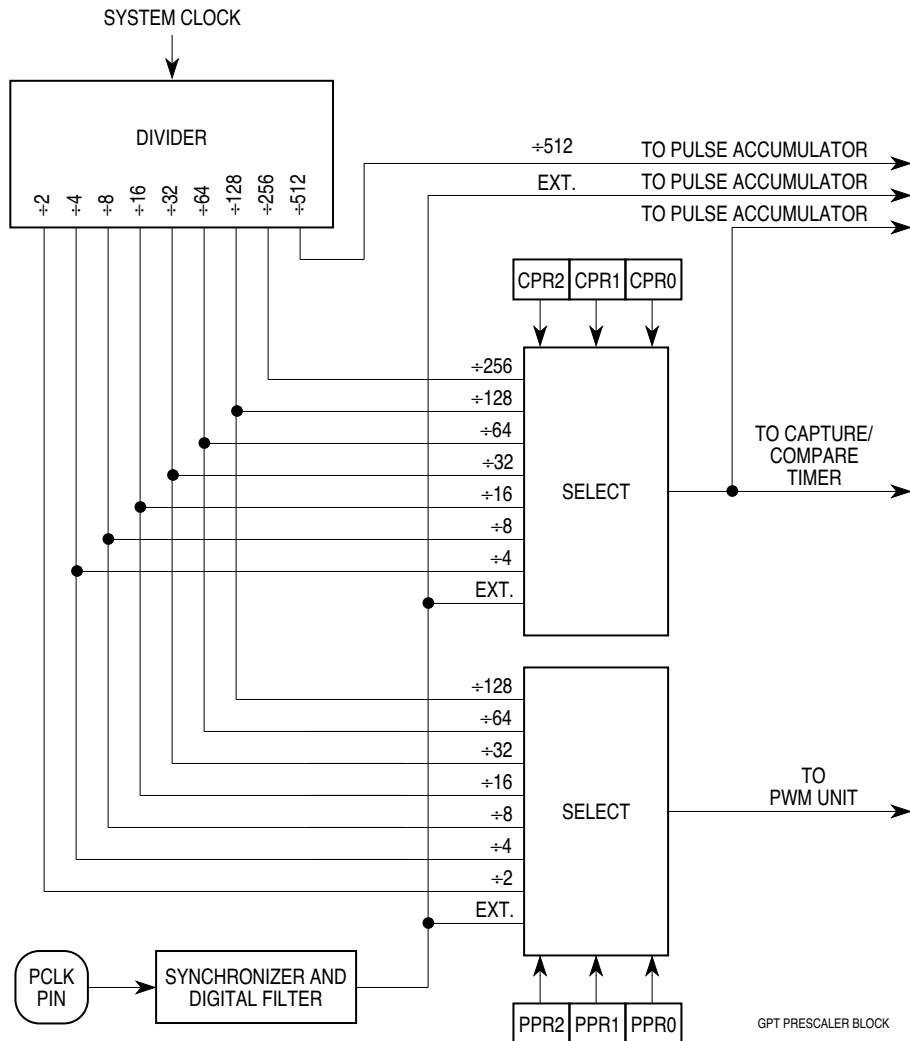 SYSTEM CLOCK
DIVIDER
÷2
÷4
÷8
÷16
÷32
÷64
÷128
÷256
÷512
÷512
TO PULSE ACCUMULATOR
EXT.
TO PULSE ACCUMULATOR
TO PULSE ACCUMULATOR
CPR2
CPR1
CPR0
÷256
÷128
÷64
÷32
÷16
÷8
÷4
EXT.
SELECT
TO CAPTURE/
COMPARE
TIMER
÷128
÷64
÷32
÷16
÷8
÷4
÷2
EXT.
SELECT
TO
PWM UNIT
PCLK
PIN
SYNCHRONIZER AND
DIGITAL FILTER
PPR2
PPR1
PPR0
GPT PRESCALER BLOCK